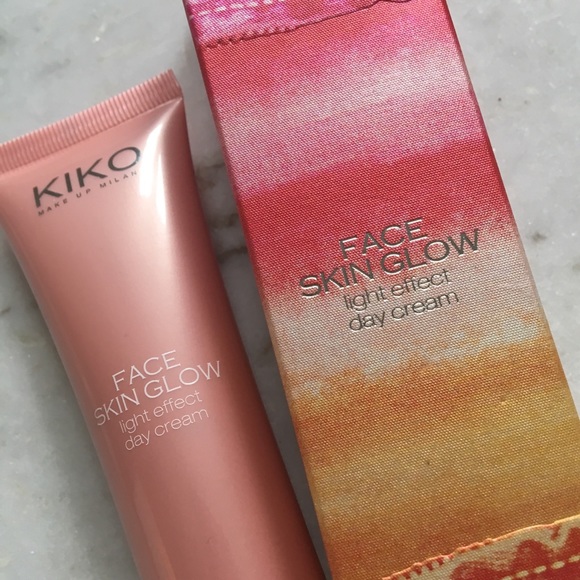 KIKO
MAKE UP MILANO
FACE
SKIN GLOW
light effect
day cream
FACE
SKIN GLOW
light effect
day cream